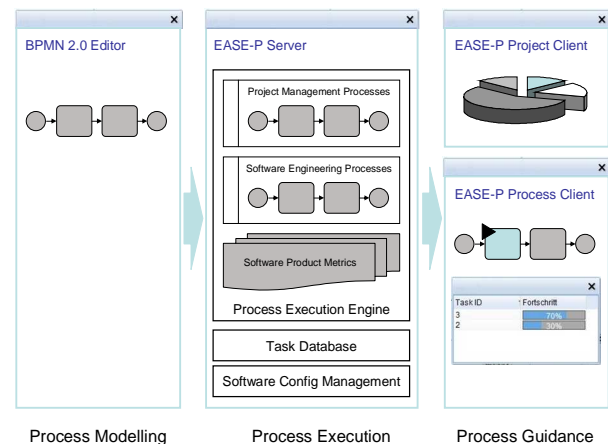 BPMN 2.0 Editor
EASE-P Server
Project Management Processes
Software Engineering Processes
Software Product Metrics
Process Execution Engine
Task Database
Software Config Management
EASE-P Project Client
EASE-P Process Client
Task ID Fortschritt
3 70%
2 30%
Process Modelling
Process Execution
Process Guidance